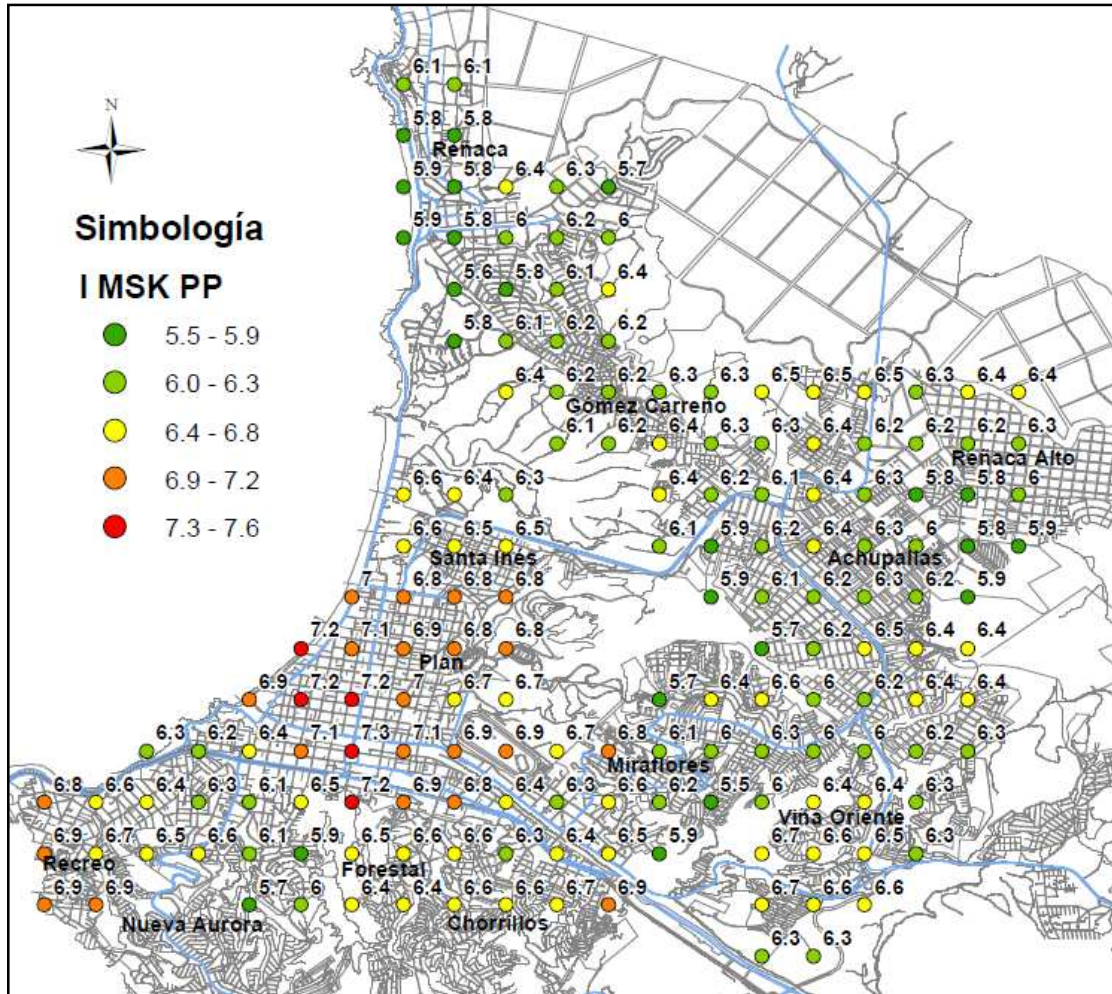 N
Simbología
I MSK PP
5.5 - 5.9
6.0 - 6.3
6.4 - 6.8
6.9 - 7.2
7.3 - 7.6
6.1 6.1
5.8 5.8
Reñaca
5.9 5.8 6.4 6.3 5.7
5.9 5.8 6 6.2 6
5.6 5.8 6.1 6.4
5.8 6.1 6.2 6.2
6.4 6.2 6.2 6.3 6.3 6.5 6.5 6.5 6.3 6.4 6.4
Gómez Carreño
6.1 6.2 6.4 6.3 6.3 6.4 6.2 6.2 6.2 6.3
Reñaca Alto
6.6 6.4 6.3 6.4 6.2 6.1 6.4 6.3 5.8 5.8 6
6.6 6.5 6.5 6.1 5.9 6.2 6.4 6.3 6 5.8 5.9
Santa Inés Achupallas
7 6.8 6.8 6.8 5.9 6.1 6.2 6.3 6.2 5.9
7.2 7.1 6.9 6.8 6.8 5.7 6.2 6.5 6.4 6.4
Plan
6.9 7.2 7.2 7 6.7 6.7 5.7 6.4 6.6 6 6.2 6.4 6.4
6.3 6.2 6.4 7.1 7.3 7.1 6.9 6.9 6.7 6.8 6.1 6 6.3 6 6 6.2 6.3
Miraflores
6.8 6.6 6.4 6.3 6.1 6.5 7.2 6.9 6.8 6.4 6.3 6.6 6.2 5.5 6 6.4 6.4 6.3
Viña Oriente
6.9 6.7 6.5 6.6 6.1 5.9 6.5 6.6 6.6 6.3 6.4 6.5 5.9 6.7 6.6 6.5 6.3
Recreo Forestal
6.9 6.9 5.7 6 6.4 6.4 6.6 6.6 6.7 6.9 6.7 6.6 6.6
Nueva Aurora Chorrillos
6.3 6.3